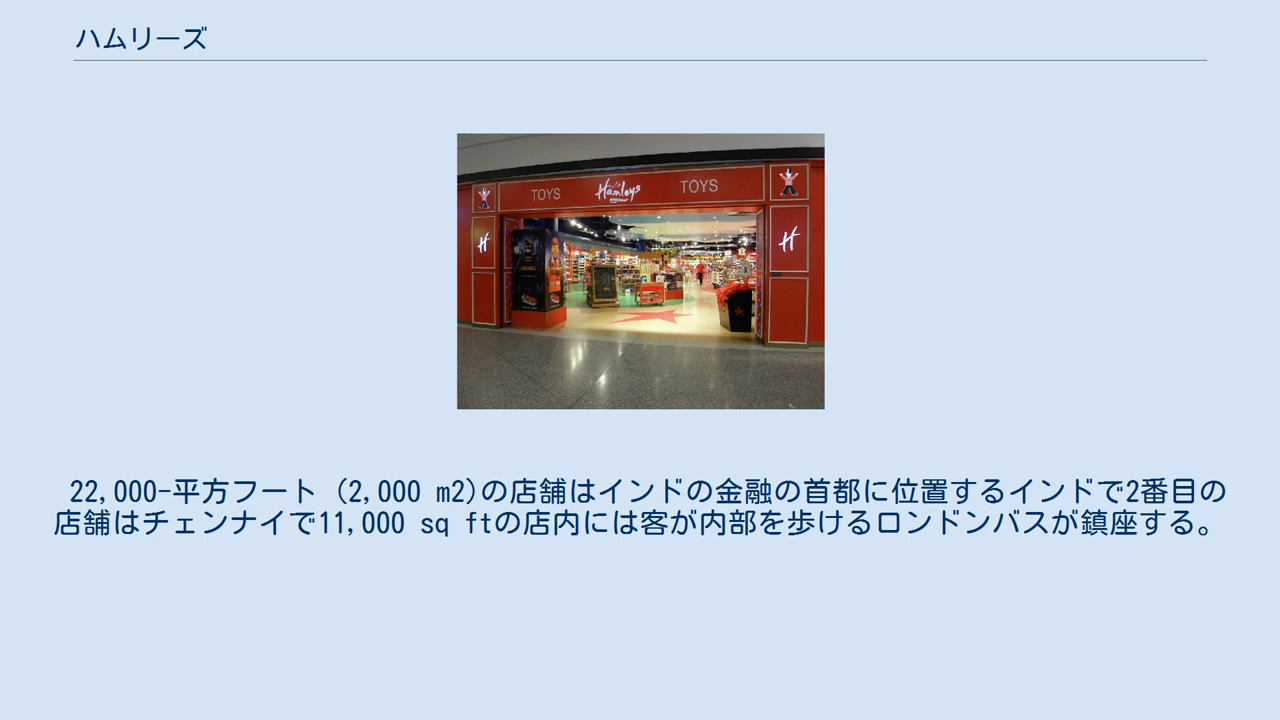 ハムリーズ
TOYS Hamleys TOYS
H H
22,000-平方フート (2,000 m2)の店舗はインドの金融の首都に位置するインドで2番目の
店舗はチェンナイで11,000 sq ftの店内には客が内部を歩けるロンドンバスが鎮座する。